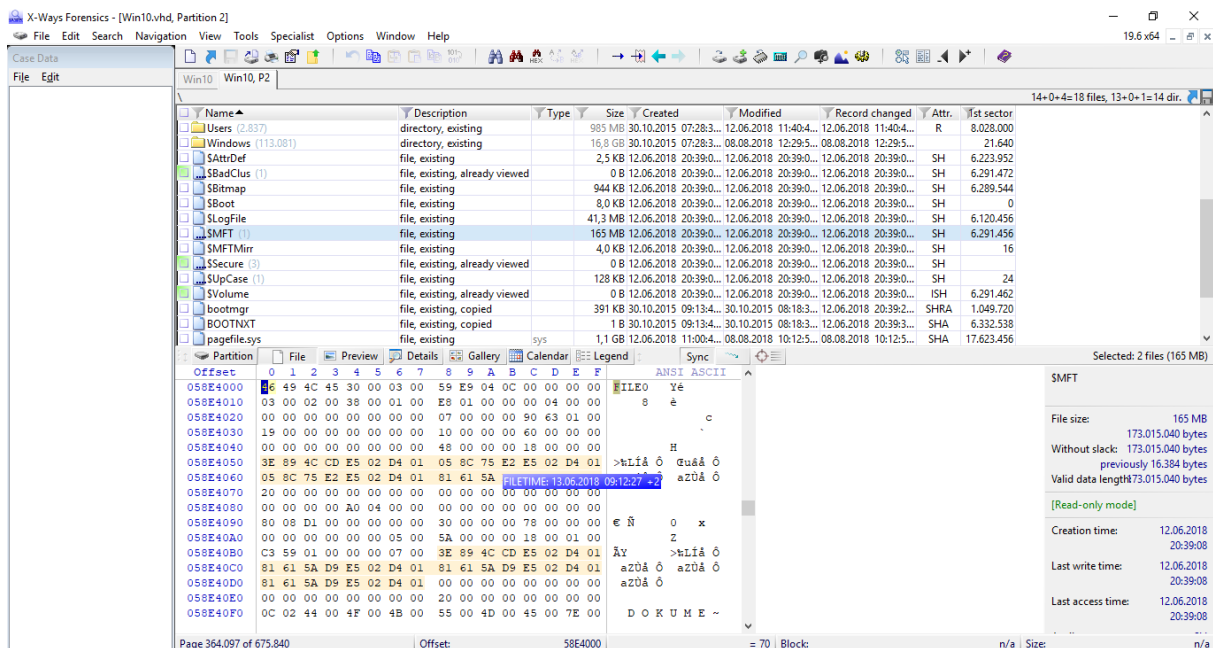 X-Ways Forensics - [Win10.vhd, Partition 2]
File Edit Search Navigation View Tools Specialist Options Window Help 19.6 x64
Case Data
File Edit
Win10 Win10, P2
\ 14+0+4=18 files, 13+0+1=14 dir.
Name Description Type Size Created Modified Record changed Attr. 1st sector
Users (2.837) directory, existing 985 MB 30.10.2015 07:28:3... 12.06.2018 11:40:4... 12.06.2018 11:40:4... R 8.028.000
Windows (113.081) directory, existing 16,8 GB 30.10.2015 07:28:3... 08.08.2018 12:29:5... 08.08.2018 12:29:5... 21.640
$AttrDef file, existing 2,5 KB 12.06.2018 20:39:0... 12.06.2018 20:39:0... 12.06.2018 20:39:0... SH 6.223.952
$BadClus (1) file, existing, already viewed 0 B 12.06.2018 20:39:0... 12.06.2018 20:39:0... 12.06.2018 20:39:0... SH 6.291.472
$Bitmap file, existing 944 KB 12.06.2018 20:39:0... 12.06.2018 20:39:0... 12.06.2018 20:39:0... SH 6.289.544
$Boot file, existing 8,0 KB 12.06.2018 20:39:0... 12.06.2018 20:39:0... 12.06.2018 20:39:0... SH 0
$LogFile file, existing 41,3 MB 12.06.2018 20:39:0... 12.06.2018 20:39:0... 12.06.2018 20:39:0... SH 6.120.456
$MFT (1) file, existing 165 MB 12.06.2018 20:39:0... 12.06.2018 20:39:0... 12.06.2018 20:39:0... SH 6.291.456
$MFTMirr file, existing 4,0 KB 12.06.2018 20:39:0... 12.06.2018 20:39:0... 12.06.2018 20:39:0... SH 16
$Secure (3) file, existing, already viewed 0 B 12.06.2018 20:39:0... 12.06.2018 20:39:0... 12.06.2018 20:39:0... SH
$UpCase (1) file, existing 128 KB 12.06.2018 20:39:0... 12.06.2018 20:39:0... 12.06.2018 20:39:0... SH 24
$Volume file, existing, already viewed 0 B 12.06.2018 20:39:0... 12.06.2018 20:39:0... 12.06.2018 20:39:0... ISH 6.291.462
bootmgr file, existing, copied 391 KB 30.10.2015 09:13:4... 30.10.2015 08:18:3... 12.06.2018 20:39:2... SHRA 1.049.720
BOOTNXT file, existing, copied 1 B 30.10.2015 09:13:4... 30.10.2015 08:18:3... 12.06.2018 20:39:3... SHA 6.332.538
pagefile.sys file, existing sys 1,1 GB 12.06.2018 11:00:4... 08.08.2018 10:12:5... 08.08.2018 10:12:5... SHA 17.623.456
Partition File Preview Details Gallery Calendar Legend Sync Selected: 2 files (165 MB)
Offset 0 1 2 3 4 5 6 7 8 9 A B C D E F ANSI ASCII
058E4000 46 49 4C 45 30 00 03 00 59 E9 04 0C 00 00 00 00 FILE0 Yé
058E4010 03 00 02 00 38 00 01 00 E8 01 00 00 00 04 00 00 8 è
058E4020 00 00 00 00 00 00 00 00 07 00 00 00 90 63 01 00 c
058E4030 19 00 00 00 00 00 00 00 10 00 00 00 60 00 00 00 `
058E4040 00 00 00 00 00 00 00 00 48 00 00 00 18 00 00 00 H
058E4050 3E 89 4C CD E5 02 D4 01 05 8C 75 E2 E5 02 D4 01 >‰LÍå Ô Œuâå Ô
058E4060 05 8C 75 E2 E5 02 D4 01 81 61 5A aZÙå Ô
FILETIME: 13.06.2018 09:12:27 +2
058E4070 20 00 00 00 00 00 00 00 00 00 00 00 00 00 00 00
058E4080 00 00 00 00 A0 04 00 00 00 00 00 00 00 00 00 00
058E4090 80 08 D1 00 00 00 00 00 30 00 00 00 78 00 00 00 € Ñ 0 x
058E40A0 00 00 00 00 00 00 05 00 5A 00 00 00 18 00 01 00 Z
058E40B0 C3 59 01 00 00 00 07 00 3E 89 4C CD E5 02 D4 01 ÃY >‰LÍå Ô
058E40C0 81 61 5A D9 E5 02 D4 01 81 61 5A D9 E5 02 D4 01 aZÙå Ô aZÙå Ô
058E40D0 81 61 5A D9 E5 02 D4 01 00 00 00 00 00 00 00 00 aZÙå Ô
058E40E0 00 00 00 00 00 00 00 00 20 00 00 00 00 00 00 00
058E40F0 0C 02 44 00 4F 00 4B 00 55 00 4D 00 45 00 7E 00 D O K U M E ~
$MFT
File size: 165 MB
173.015.040 bytes
Without slack: 173.015.040 bytes
previously 16.384 bytes
Valid data length: 173.015.040 bytes
[Read-only mode]
Creation time: 12.06.2018
20:39:08
Last write time: 12.06.2018
20:39:08
Last access time: 12.06.2018
20:39:08
Page 364.097 of 675.840 Offset: 58E4000 = 70 Block: n/a Size: n/a